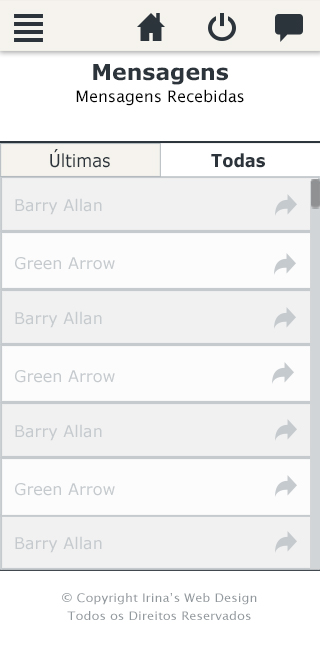 Mensagens
Mensagens Recebidas
Últimas
Todas
Barry Allan
Green Arrow
Barry Allan
Green Arrow
Barry Allan
Green Arrow
Barry Allan
© Copyright Irina's Web Design
Todos os Direitos Reservados